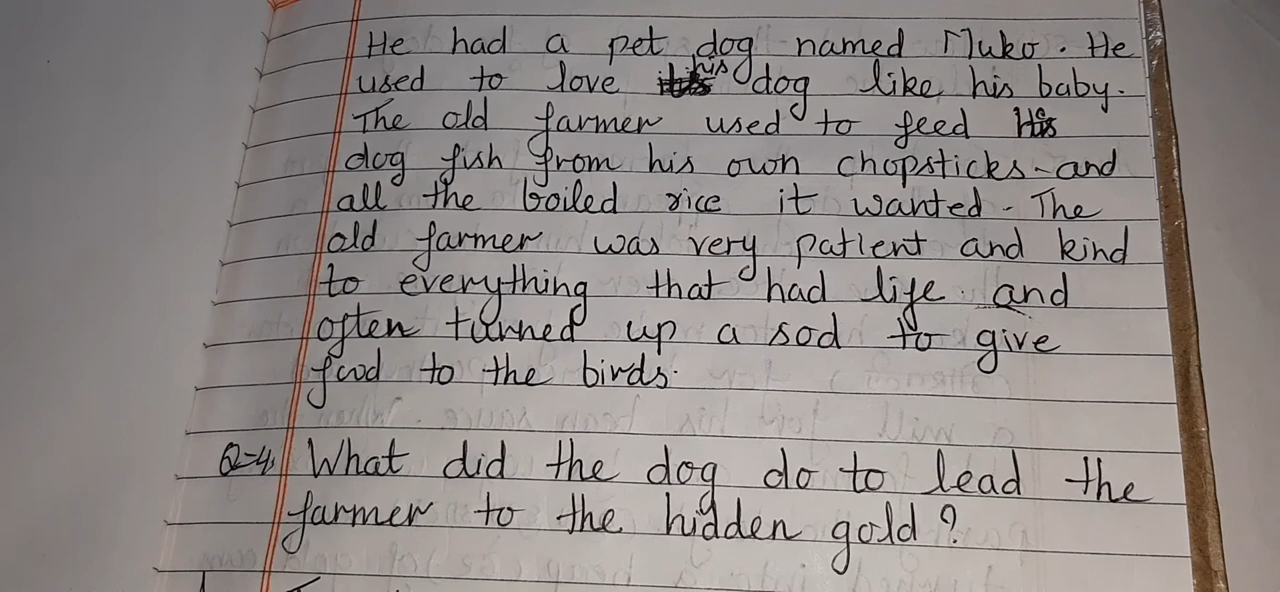 He had a pet dog named Muko. He
used to love his dog like his baby.
The old farmer used to feed His
dog fish from his own chopsticks and
all the boiled rice it wanted. The
old farmer was very patient and kind
to everything that had life and
often turned up a sod to give
food to the birds.
Q-4 What did the dog do to lead the
farmer to the hidden gold?